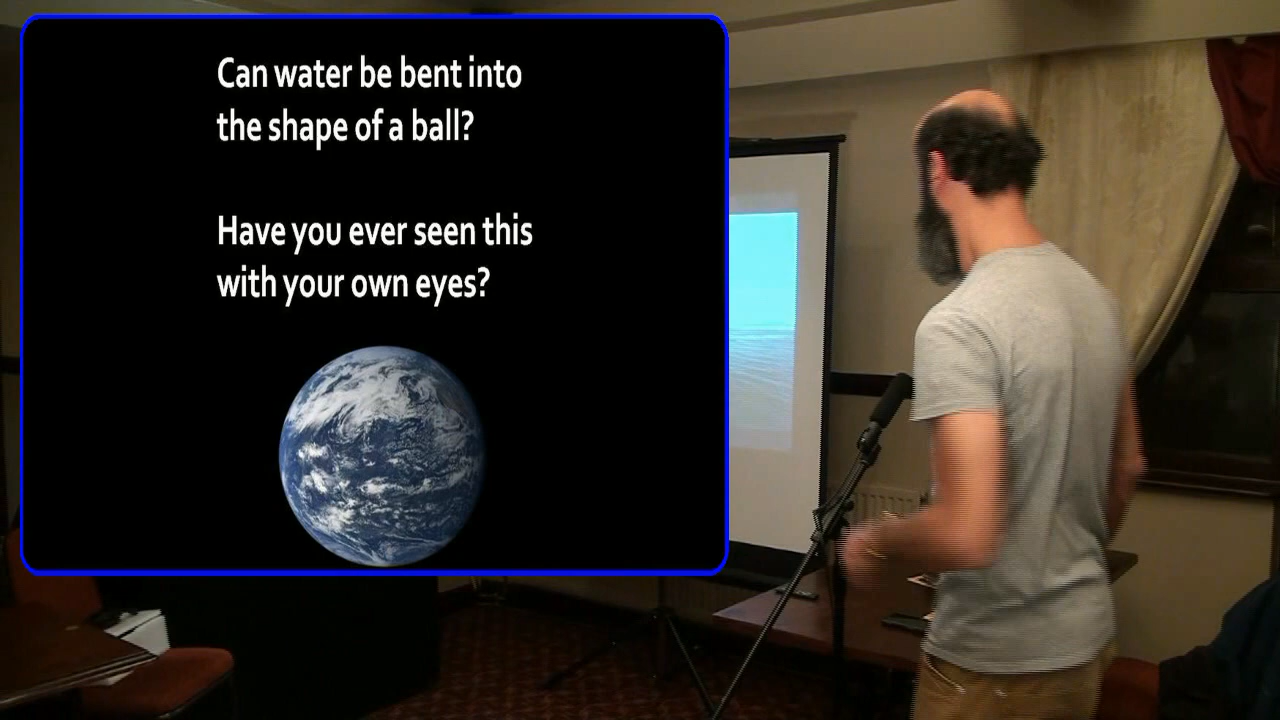 Can water be bent into
the shape of a ball?
Have you ever seen this
with your own eyes?